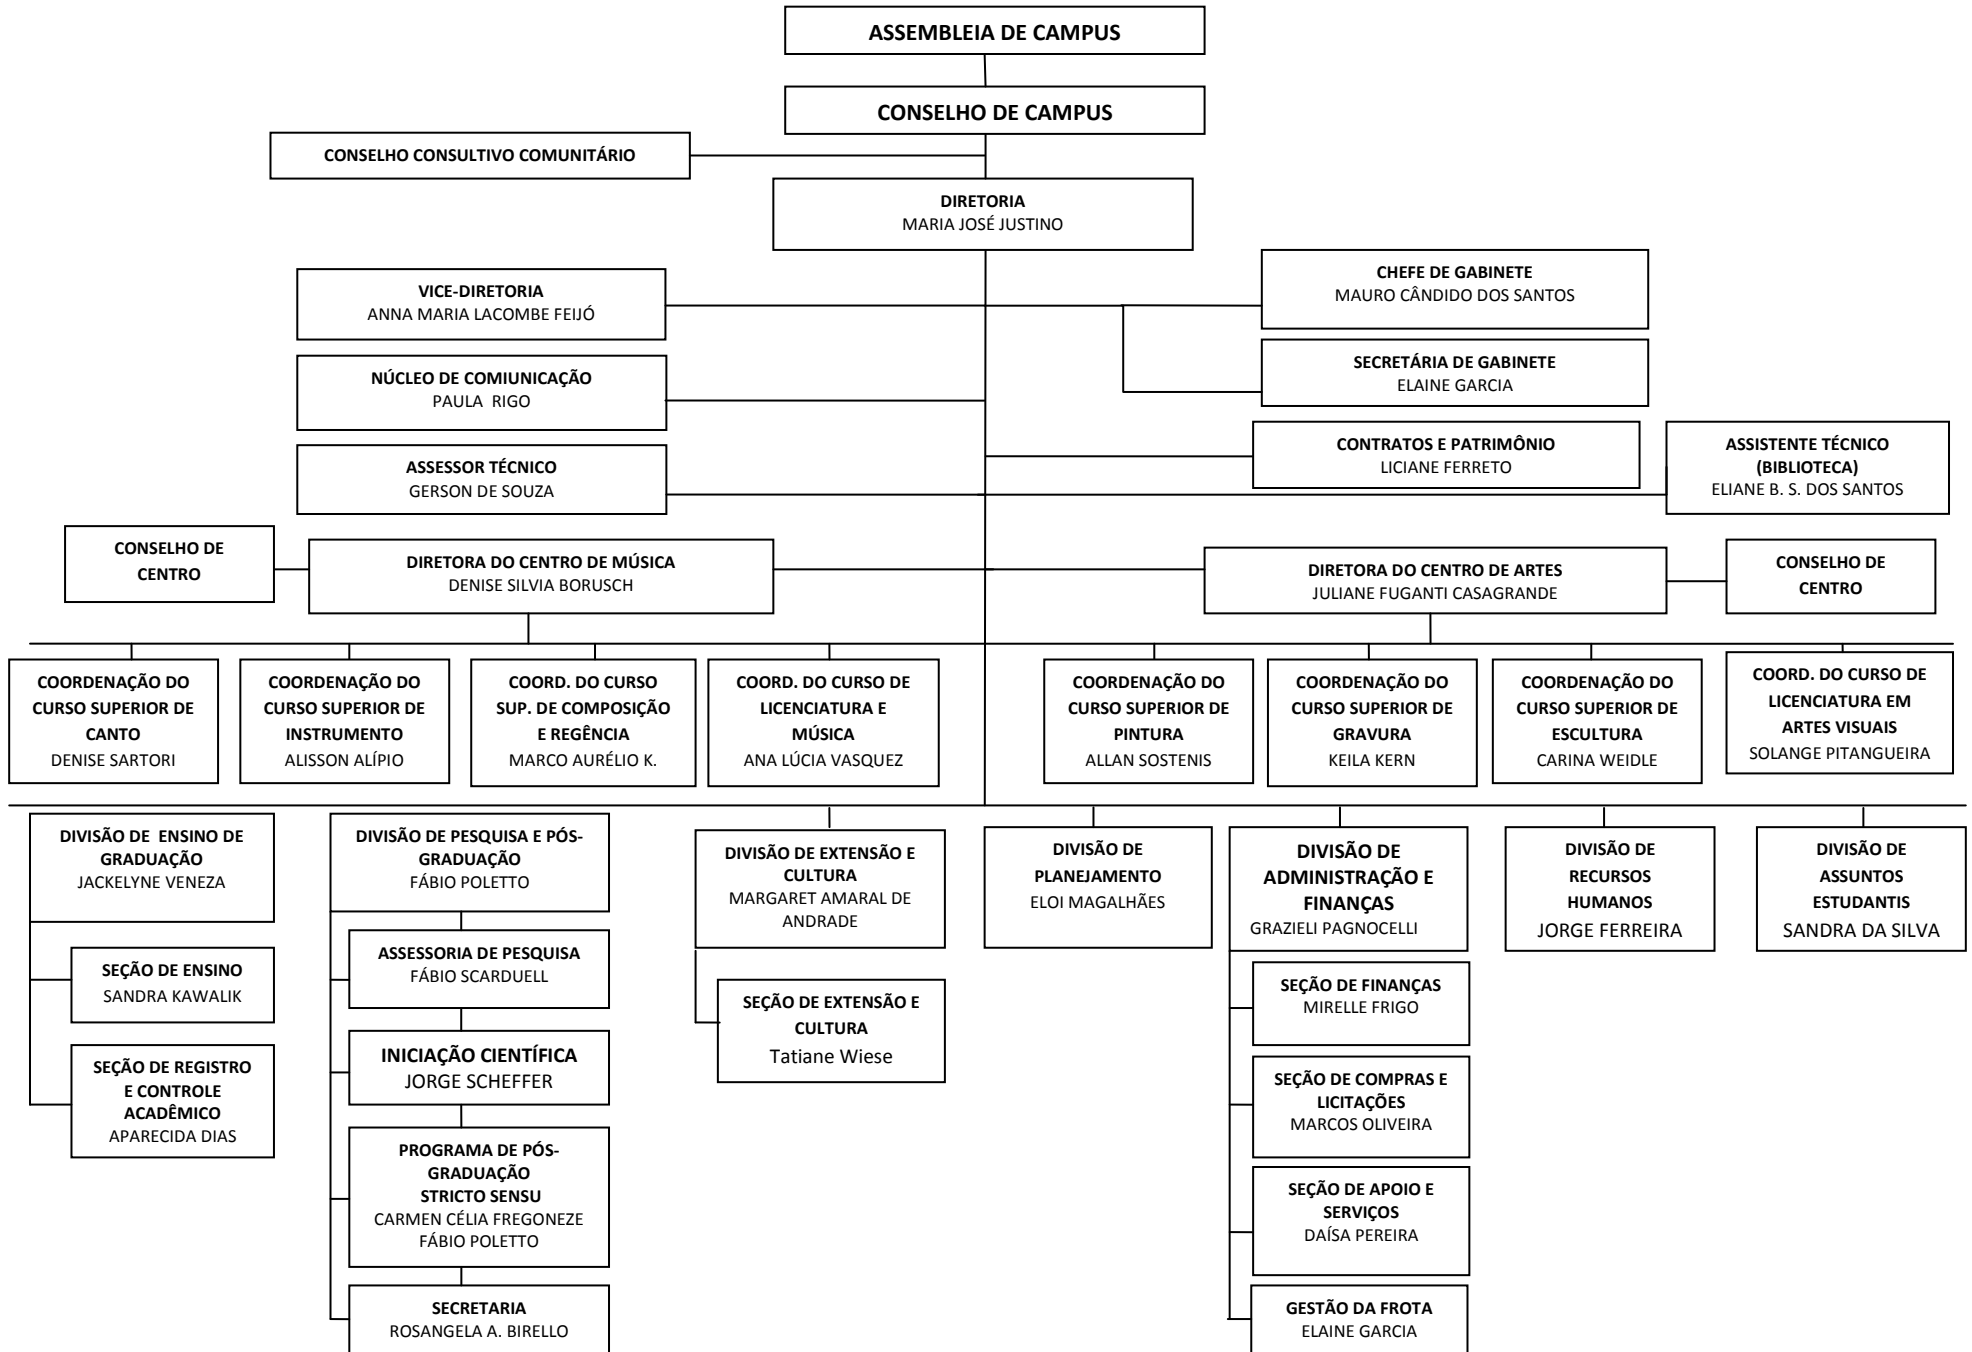 ASSEMBLEIA DE CAMPUS
CONSELHO DE CAMPUS
CONSELHO CONSULTIVO COMUNITÁRIO
DIRETORIA
MARIA JOSÉ JUSTINO
VICE-DIRETORIA
ANNA MARIA LACOMBE FEIJÓ
CHEFE DE GABINETE
MAURO CÂNDIDO DOS SANTOS
SECRETÁRIA DE GABINETE
ELAINE GARCIA
NÚCLEO DE COMIUNICAÇÃO
PAULA RIGO
CONTRATOS E PATRIMÔNIO
LICIANE FERRETO
ASSISTENTE TÉCNICO
(BIBLIOTECA)
ELIANE B. S. DOS SANTOS
ASSESSOR TÉCNICO
GERSON DE SOUZA
CONSELHO DE
CENTRO
DIRETORA DO CENTRO DE MÚSICA
DENISE SILVIA BORUSCH
DIRETORA DO CENTRO DE ARTES
JULIANE FUGANTI CASAGRANDE
CONSELHO DE
CENTRO
COORDENAÇÃO DO
CURSO SUPERIOR DE
CANTO
DENISE SARTORI
COORDENAÇÃO DO
CURSO SUPERIOR DE
INSTRUMENTO
ALISSON ALÍPIO
COORD. DO CURSO
SUP. DE COMPOSIÇÃO
E REGÊNCIA
MARCO AURÉLIO K.
COORD. DO CURSO DE
LICENCIATURA E
MÚSICA
ANA LÚCIA VASQUEZ
COORDENAÇÃO DO
CURSO SUPERIOR DE
PINTURA
ALLAN SOSTENIS
COORDENAÇÃO DO
CURSO SUPERIOR DE
GRAVURA
KEILA KERN
COORDENAÇÃO DO
CURSO SUPERIOR DE
ESCULTURA
CARINA WEIDLE
COORD. DO CURSO DE
LICENCIATURA EM
ARTES VISUAIS
SOLANGE PITANGUEIRA
DIVISÃO DE ENSINO DE
GRADUAÇÃO
JACKELYNE VENEZA
SEÇÃO DE ENSINO
SANDRA KAWALIK
SEÇÃO DE REGISTRO
E CONTROLE
ACADÊMICO
APARECIDA DIAS
DIVISÃO DE PESQUISA E PÓS-
GRADUAÇÃO
FÁBIO POLETTO
ASSESSORIA DE PESQUISA
FÁBIO SCARDUELL
INICIAÇÃO CIENTÍFICA
JORGE SCHEFFER
PROGRAMA DE PÓS-
GRADUAÇÃO
STRICTO SENSU
CARMEN CÉLIA FREGONEZE
FÁBIO POLETTO
SECRETARIA
ROSANGELA A. BIRELLO
DIVISÃO DE EXTENSÃO E
CULTURA
MARGARET AMARAL DE
ANDRADE
SEÇÃO DE EXTENSÃO E
CULTURA
Tatiane Wiese
DIVISÃO DE
PLANEJAMENTO
ELOI MAGALHÃES
DIVISÃO DE
ADMINISTRAÇÃO E
FINANÇAS
GRAZIELI PAGNOCELLI
SEÇÃO DE FINANÇAS
MIRELLE FRIGO
SEÇÃO DE COMPRAS E
LICITAÇÕES
MARCOS OLIVEIRA
SEÇÃO DE APOIO E
SERVIÇOS
DAÍSA PEREIRA
GESTÃO DA FROTA
ELAINE GARCIA
DIVISÃO DE
RECURSOS
HUMANOS
JORGE FERREIRA
DIVISÃO DE
ASSUNTOS
ESTUDANTIS
SANDRA DA SILVA